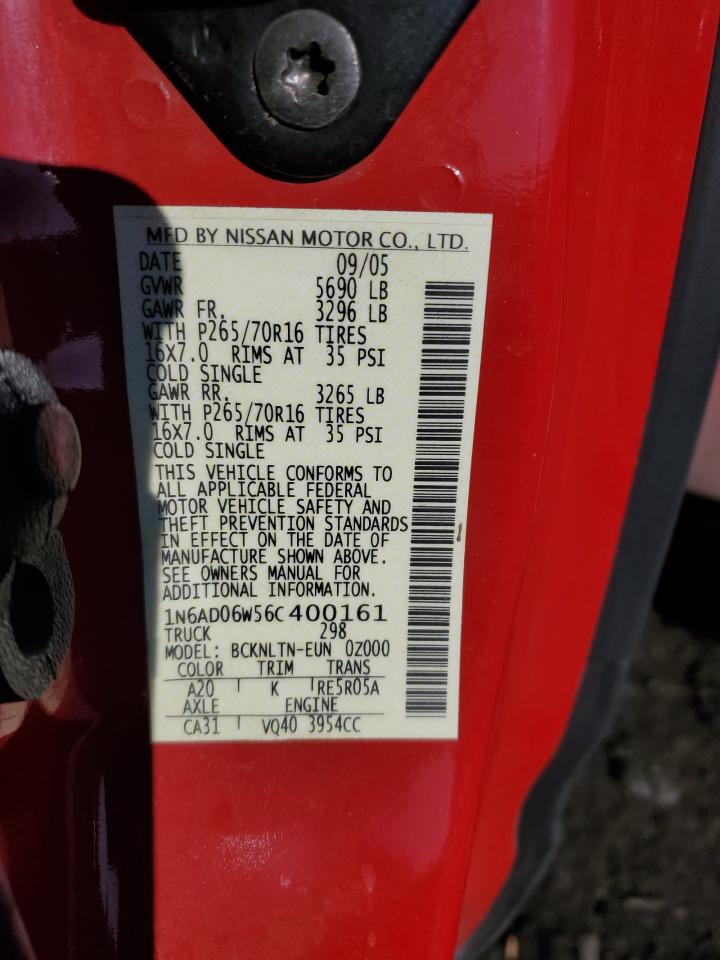 MFD BY NISSAN MOTOR CO., LTD.
DATE 09/05
GVWR 5690 LB
GAWR FR. 3296 LB
WITH P265/70R16 TIRES
16X7.0 RIMS AT 35 PSI
COLD SINGLE
GAWR RR. 3265 LB
WITH P265/70R16 TIRES
16X7.0 RIMS AT 35 PSI
COLD SINGLE
THIS VEHICLE CONFORMS TO
ALL APPLICABLE FEDERAL
MOTOR VEHICLE SAFETY AND
THEFT PREVENTION STANDARDS
IN EFFECT ON THE DATE OF
MANUFACTURE SHOWN ABOVE.
SEE OWNERS MANUAL FOR
ADDITIONAL INFORMATION.
1N6AD06W56C400161
TRUCK 298
MODEL: BCKNLTN-EUN 0Z000
COLOR TRIM TRANS
A20 K RE5R05A
AXLE ENGINE
CA31 VQ40 3954CC